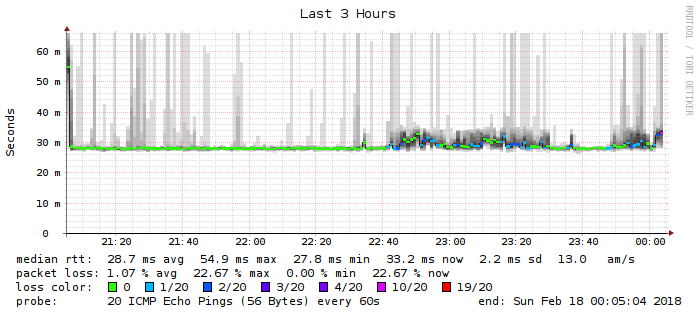 Last 3 Hours
RRDTOOL / TOBI OETIKER
Seconds
60 m
50 m
40 m
30 m
20 m
10 m
0
21:20 21:40 22:00 22:20 22:40 23:00 23:20 23:40 00:00
median rtt: 28.7 ms avg 54.9 ms max 27.8 ms min 33.2 ms now 2.2 ms sd 13.0 am/s
packet loss: 1.07 % avg 22.67 % max 0.00 % min 22.67 % now
loss color: 0 1/20 2/20 3/20 4/20 10/20 19/20
probe: 20 ICMP Echo Pings (56 Bytes) every 60s end: Sun Feb 18 00:05:04 2018